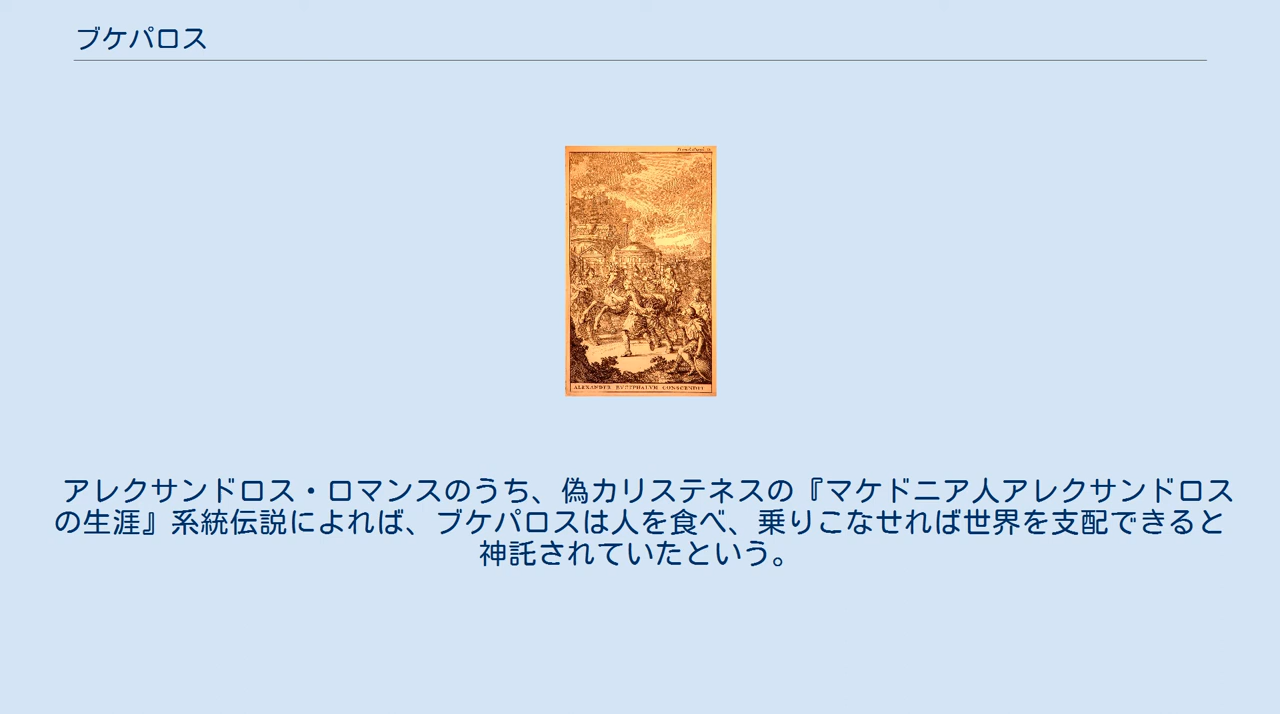 ブケパロス
ALEXANDER BUCEPHALUM CONSCENDIT
アレクサンドロス・ロマンスのうち、偽カリステネスの『マケドニア人アレクサンドロス
の生涯』系統伝説によれば、ブケパロスは人を食べ、乗りこなせれば世界を支配できると
神託されていたという。